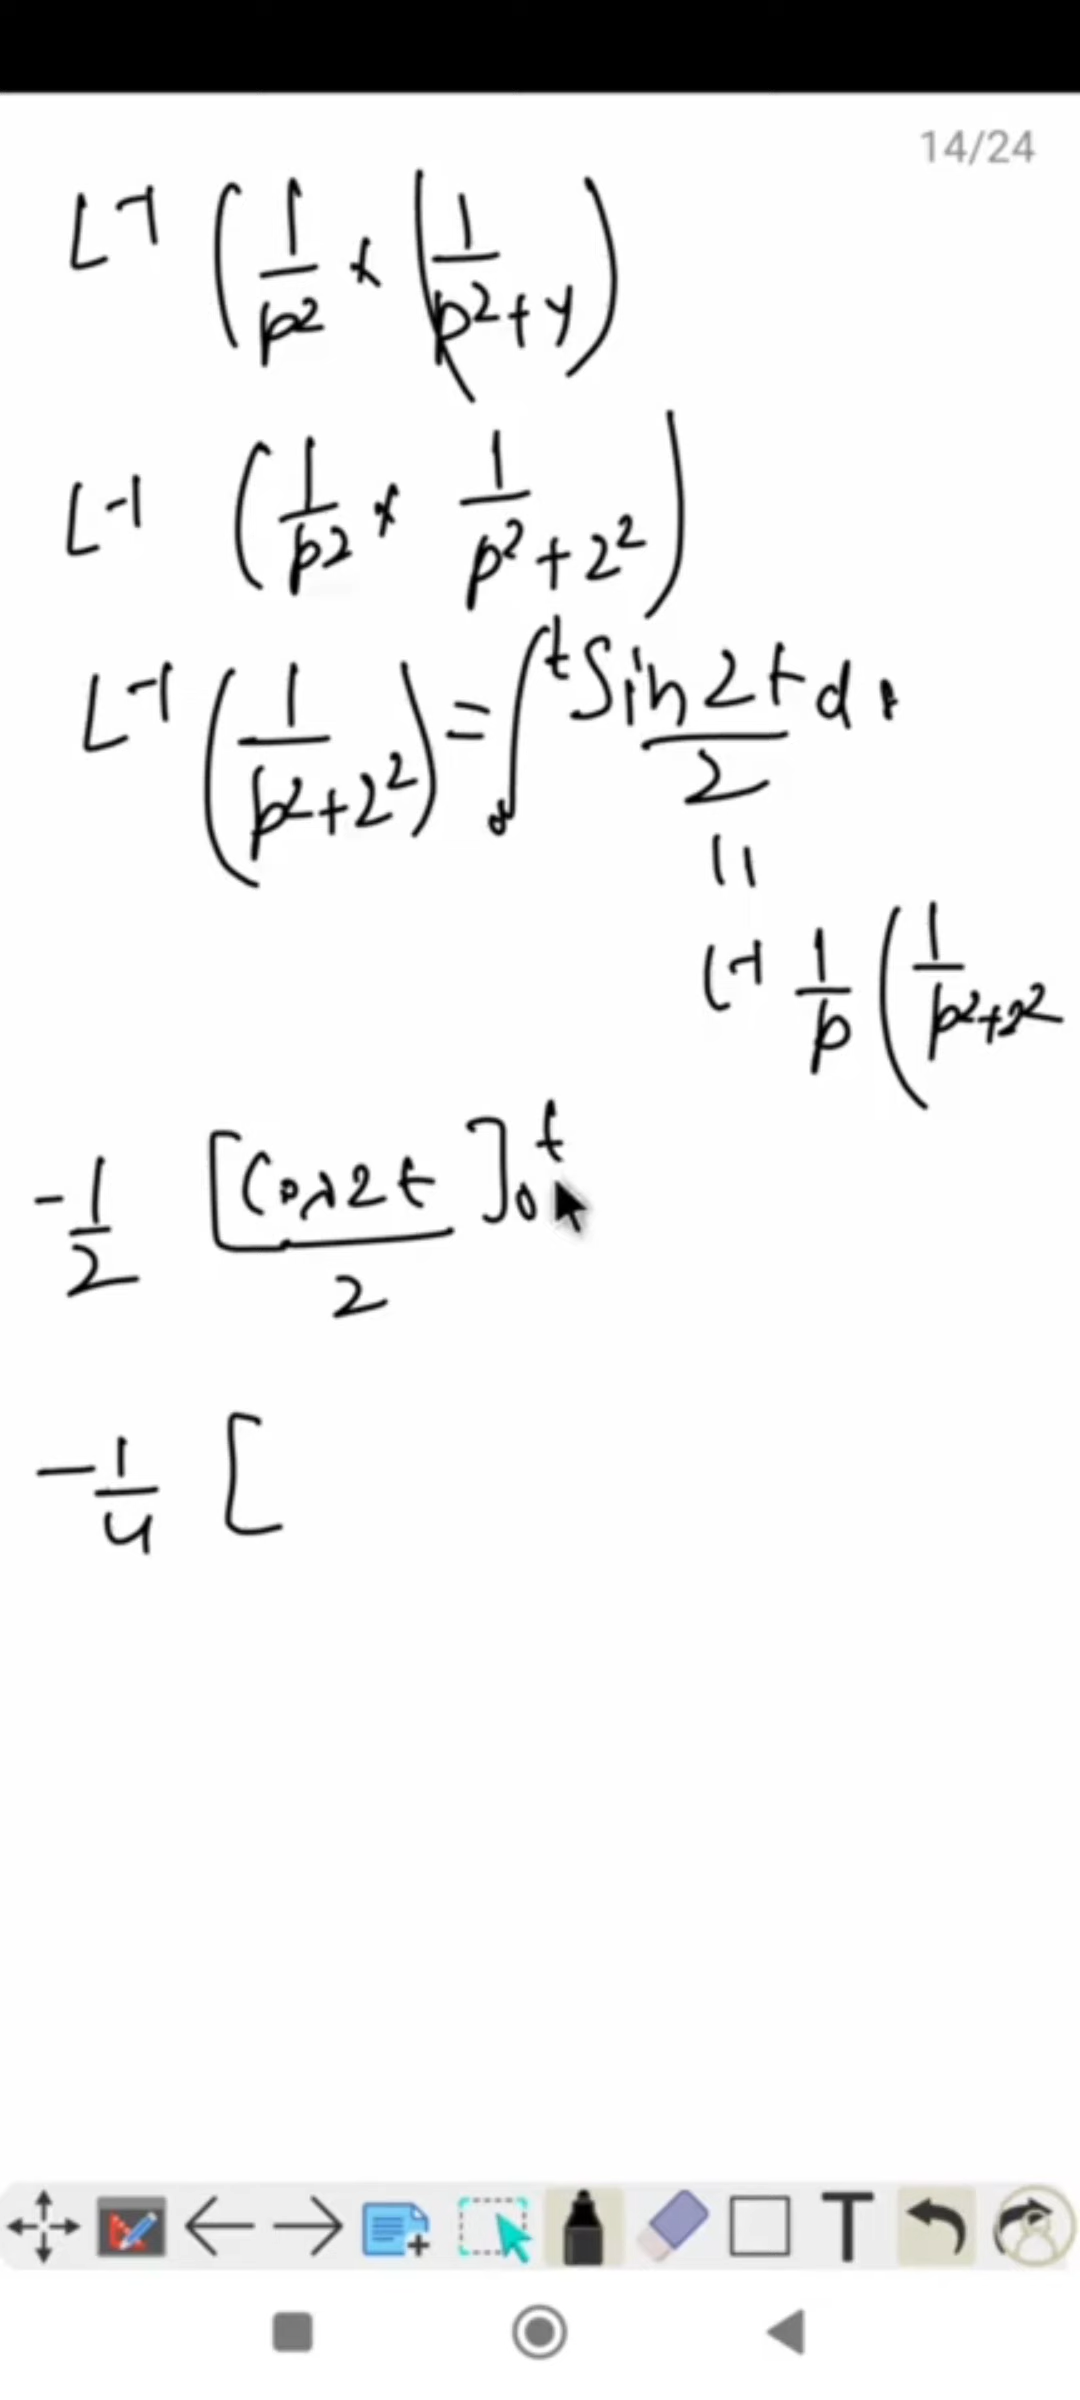 14/24
L⁻¹ (1/p² × (1/p²+4)
L⁻¹ (1/p² × 1/p²+2²)
L⁻¹ (1/p²+2²) = ∫₀ᵗ Sin2t/2 dt
=
L⁻¹ 1/p (1/p²+2²
-1/2 [Cos2t/2]₀ᵗ
-1/4 [
T